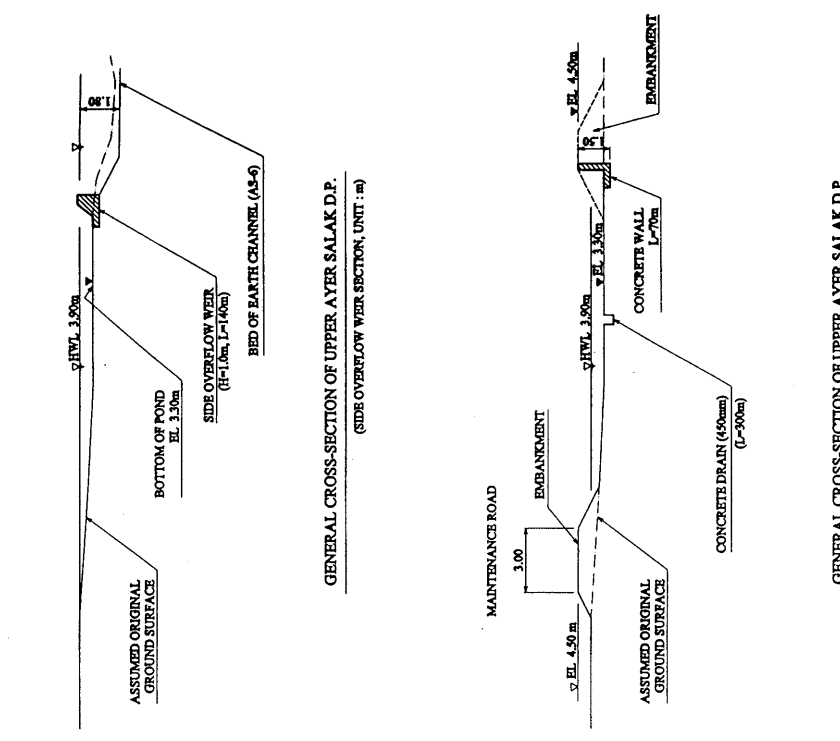 1.80
HWL 3.90m
BOTTOM OF POND
EL 3.30m
SIDE OVERFLOW WEIR
(H=1.0m, L=140m)
BED OF EARTH CHANNEL (AS-6)
ASSUMED ORIGINAL
GROUND SURFACE
GENERAL CROSS-SECTION OF UPPER AYER SALAK D.P.
(SIDE OVERFLOW WEIR SECTION, UNIT : m)
MAINTENANCE ROAD
3.00
EMBANKMENT
EL 4.50 m
ASSUMED ORIGINAL
GROUND SURFACE
HWL 3.90m
EL 3.30m
1.50
EL 4.50m
EMBANKMENT
CONCRETE WALL
L=70m
CONCRETE DRAIN (450mm)
(L=300m)
GENERAL CROSS-SECTION OF UPPER AYER SALAK D.P.